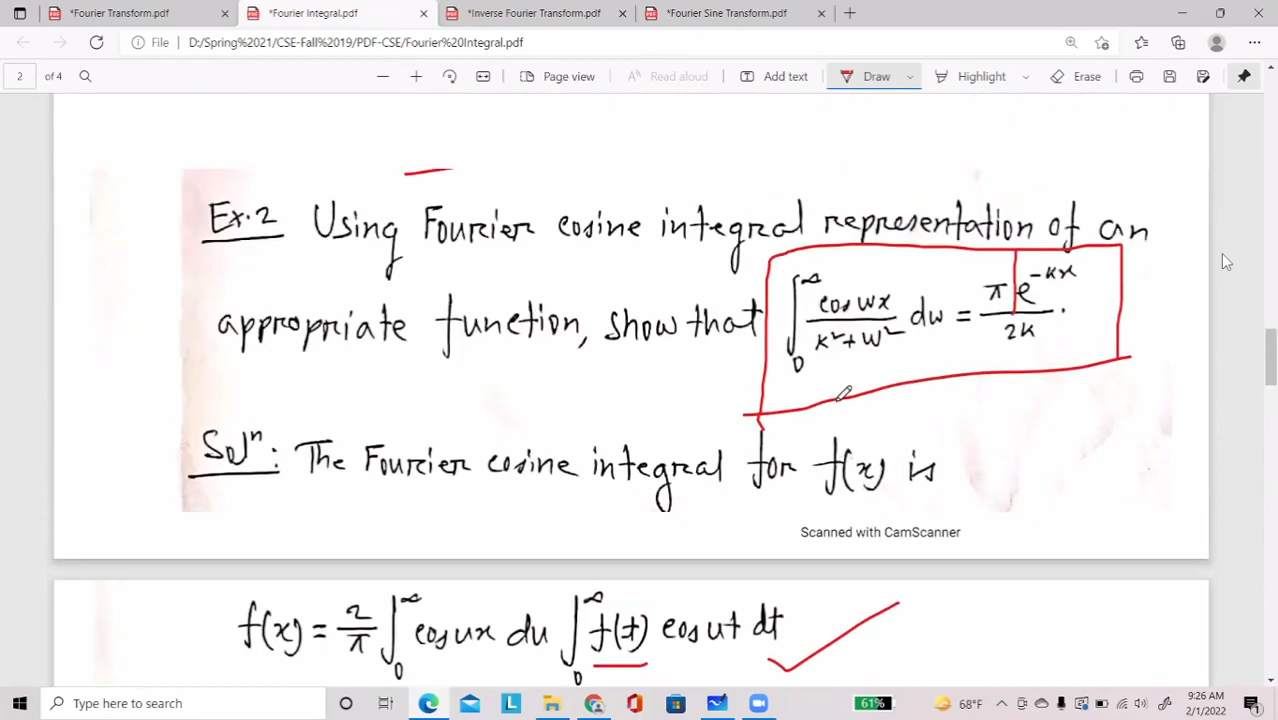 *Fourier Transform.pdf
*Fourier Integral.pdf
*Inverse Fourier Transform.pdf
*Fourier Sine Transform.pdf
File D:/Spring%2021/CSE-Fall%2019/PDF-CSE/Fourier%20Integral.pdf
2 of 4 Page view Read aloud Add text Draw Highlight Erase
Ex.2 Using Fourier cosine integral representation of an
appropriate function, show that ∫₀^∞ cos wx / (k²+w²) dw = π e^{-kx} / 2k.
Solⁿ: The Fourier cosine integral for f(x) is
Scanned with CamScanner
f(x) = 2/π ∫₀^∞ cos ux du ∫₀^∞ f(t) cos ut dt
Type here to search
61%
68°F
9:26 AM
2/1/2022